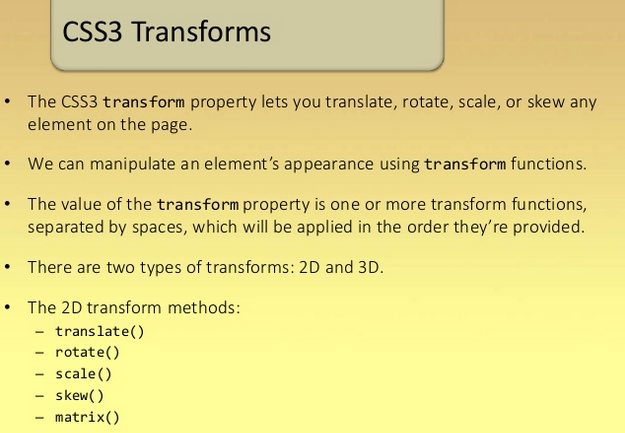 CSS3 Transforms
• The CSS3 transform property lets you translate, rotate, scale, or skew any
element on the page.
• We can manipulate an element’s appearance using transform functions.
• The value of the transform property is one or more transform functions,
separated by spaces, which will be applied in the order they’re provided.
• There are two types of transforms: 2D and 3D.
• The 2D transform methods:
– translate()
– rotate()
– scale()
– skew()
– matrix()